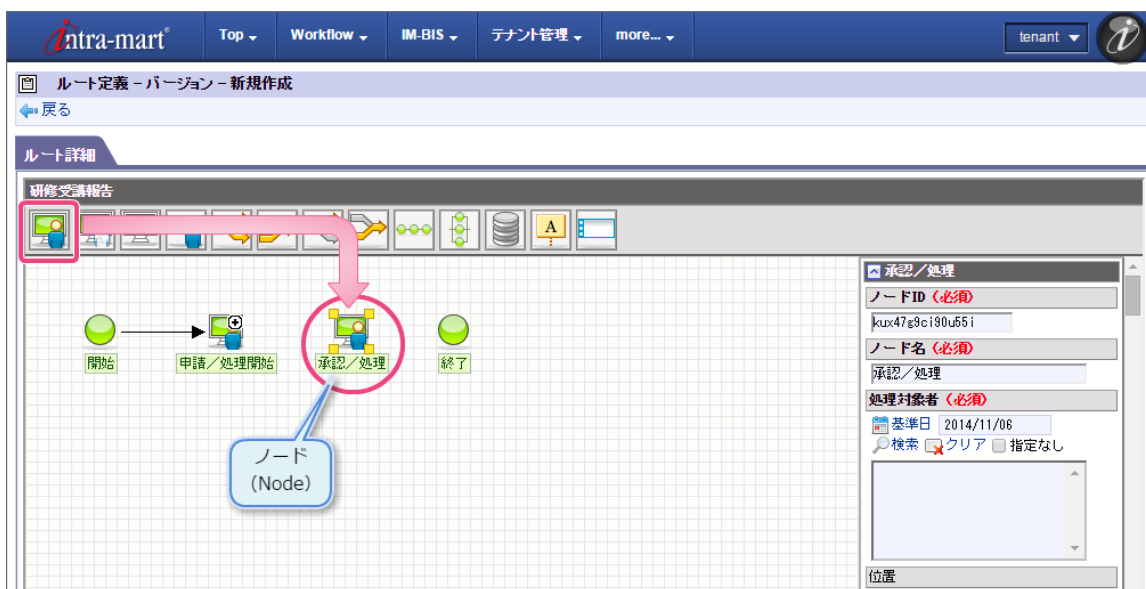 intra-mart® Top Workflow IM-BIS テナント管理 more... tenant
ルート定義 − バージョン − 新規作成
戻る
ルート詳細
研修受講報告
A
承認／処理
ノードID（必須）
kux47g9ci90u55i
ノード名（必須）
承認／処理
処理対象者（必須）
基準日 2014/11/06
検索 クリア 指定なし
位置
開始 申請／処理開始 承認／処理 終了
ノード
(Node)